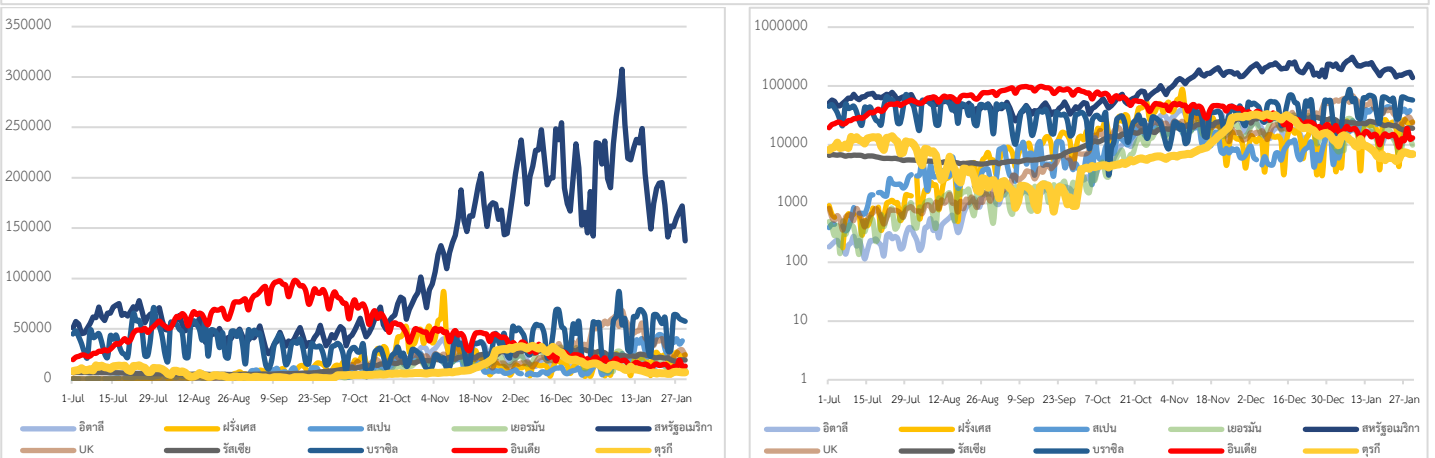 350000
300000
250000
200000
150000
100000
50000
0
1-Jul 15-Jul 29-Jul 12-Aug 26-Aug 9-Sep 23-Sep 7-Oct 21-Oct 4-Nov 18-Nov 2-Dec 16-Dec 30-Dec 13-Jan 27-Jan
อิตาลี ฝรั่งเศส สเปน เยอรมัน สหรัฐอเมริกา
UK รัสเซีย บราซิล อินเดีย ตุรกี
1000000
100000
10000
1000
100
10
1
1-Jul 15-Jul 29-Jul 12-Aug 26-Aug 9-Sep 23-Sep 7-Oct 21-Oct 4-Nov 18-Nov 2-Dec 16-Dec 30-Dec 13-Jan 27-Jan
อิตาลี ฝรั่งเศส สเปน เยอรมัน สหรัฐอเมริกา
UK รัสเซีย บราซิล อินเดีย ตุรกี